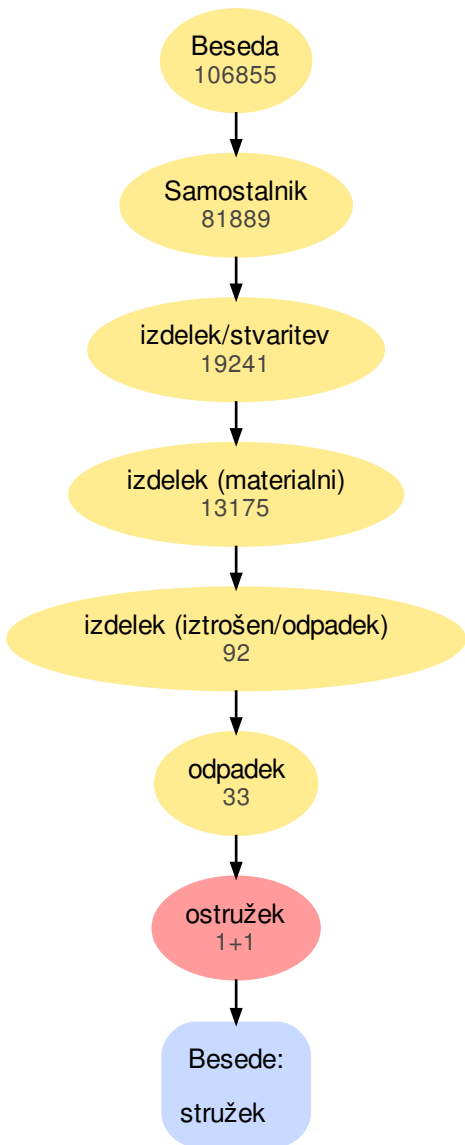 Beseda
106855
Samostalnik
81889
izdelek/stvaritev
19241
izdelek (materialni)
13175
izdelek (iztrošen/odpadek)
92
odpadek
33
ostružek
1+1
Besede:
stružek